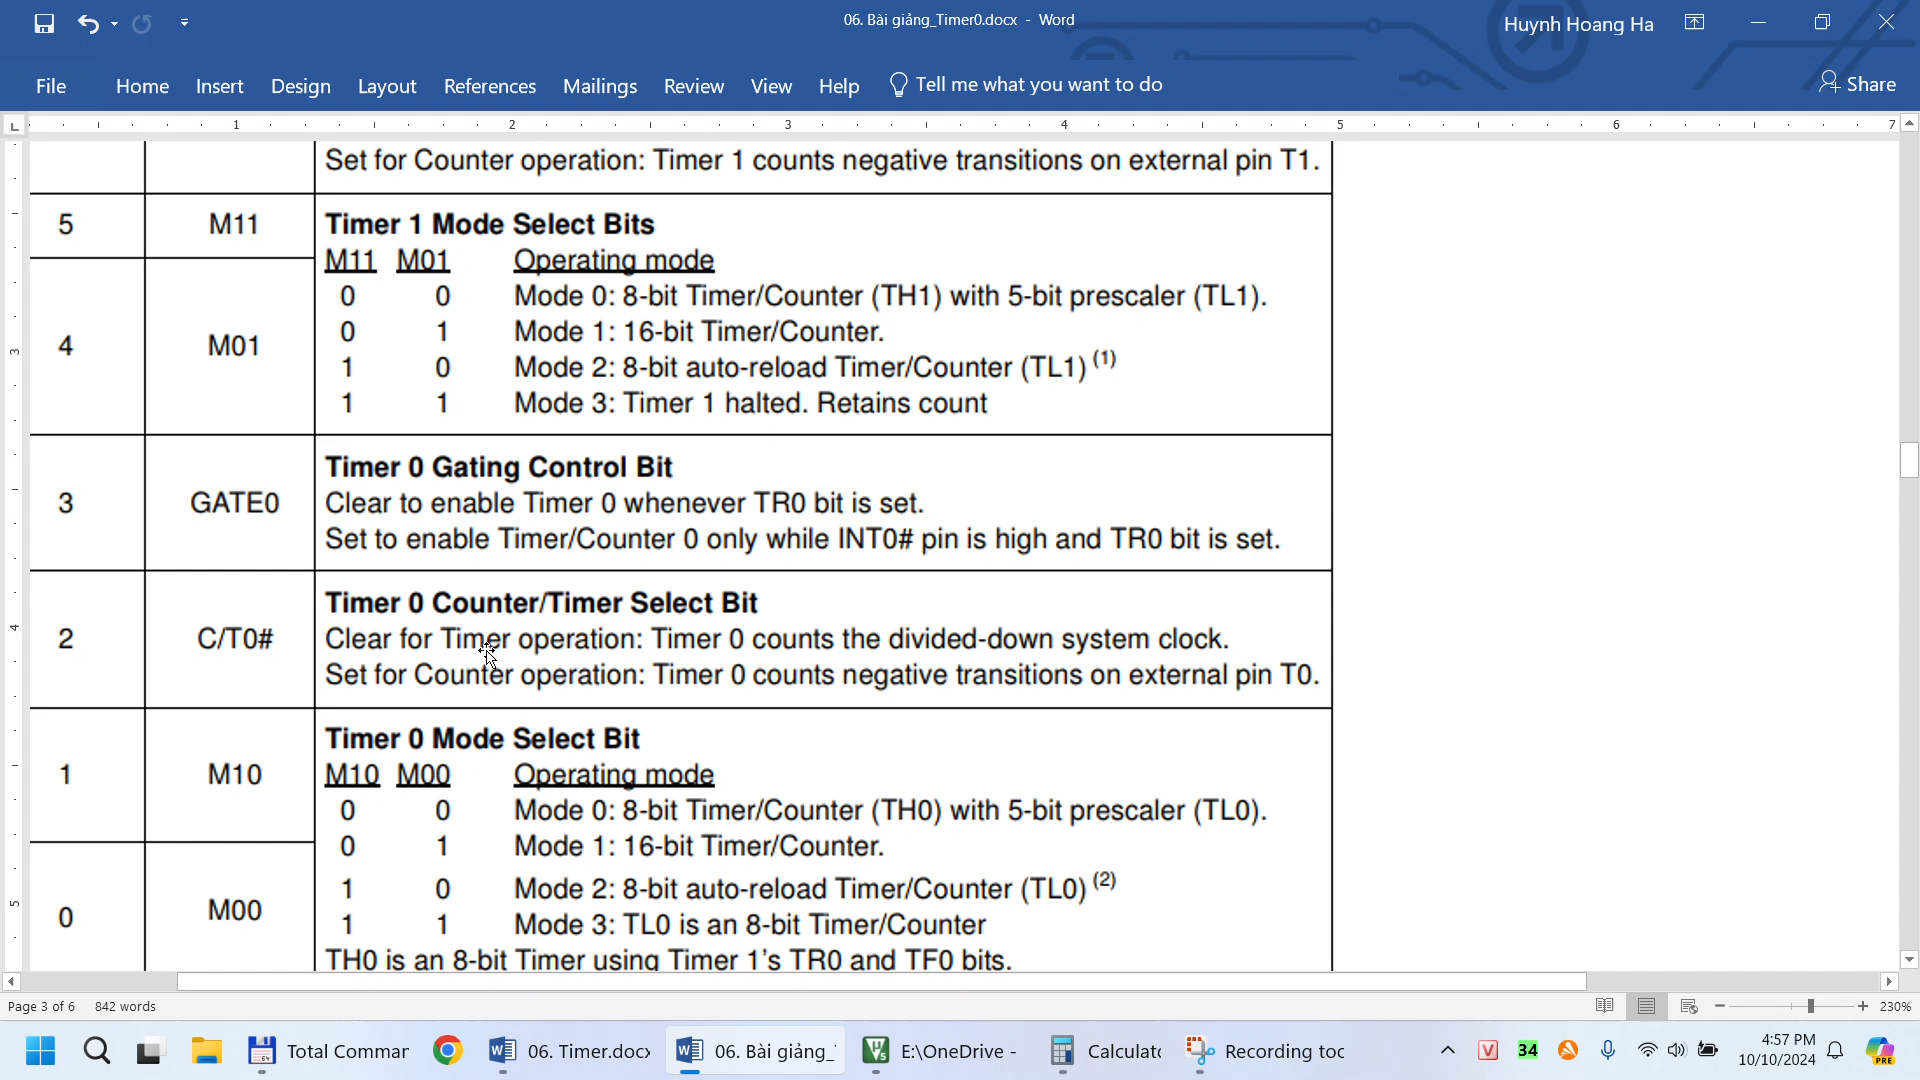 06. Bài giảng_Timer0.docx - Word
Huynh Hoang Ha
File Home Insert Design Layout References Mailings Review View Help Tell me what you want to do Share
1 2 3 4 5 6 7
Set for Counter operation: Timer 1 counts negative transitions on external pin T1.
5 M11 Timer 1 Mode Select Bits
M11 M01 Operating mode
0 0 Mode 0: 8-bit Timer/Counter (TH1) with 5-bit prescaler (TL1).
4 M01 0 1 Mode 1: 16-bit Timer/Counter.
1 0 Mode 2: 8-bit auto-reload Timer/Counter (TL1) (1)
1 1 Mode 3: Timer 1 halted. Retains count
Timer 0 Gating Control Bit
3 GATE0 Clear to enable Timer 0 whenever TR0 bit is set.
Set to enable Timer/Counter 0 only while INT0# pin is high and TR0 bit is set.
Timer 0 Counter/Timer Select Bit
2 C/T0# Clear for Timer operation: Timer 0 counts the divided-down system clock.
Set for Counter operation: Timer 0 counts negative transitions on external pin T0.
Timer 0 Mode Select Bit
1 M10 M10 M00 Operating mode
0 0 Mode 0: 8-bit Timer/Counter (TH0) with 5-bit prescaler (TL0).
0 1 Mode 1: 16-bit Timer/Counter.
1 0 Mode 2: 8-bit auto-reload Timer/Counter (TL0) (2)
0 M00 1 1 Mode 3: TL0 is an 8-bit Timer/Counter
TH0 is an 8-bit Timer using Timer 1's TR0 and TF0 bits.
3
4
5
Page 3 of 6 842 words 230%
Total Commar 06. Timer.docx 06. Bài giảng_ E:\OneDrive - Calculato Recording toc 34 4:57 PM
10/10/2024
PRE